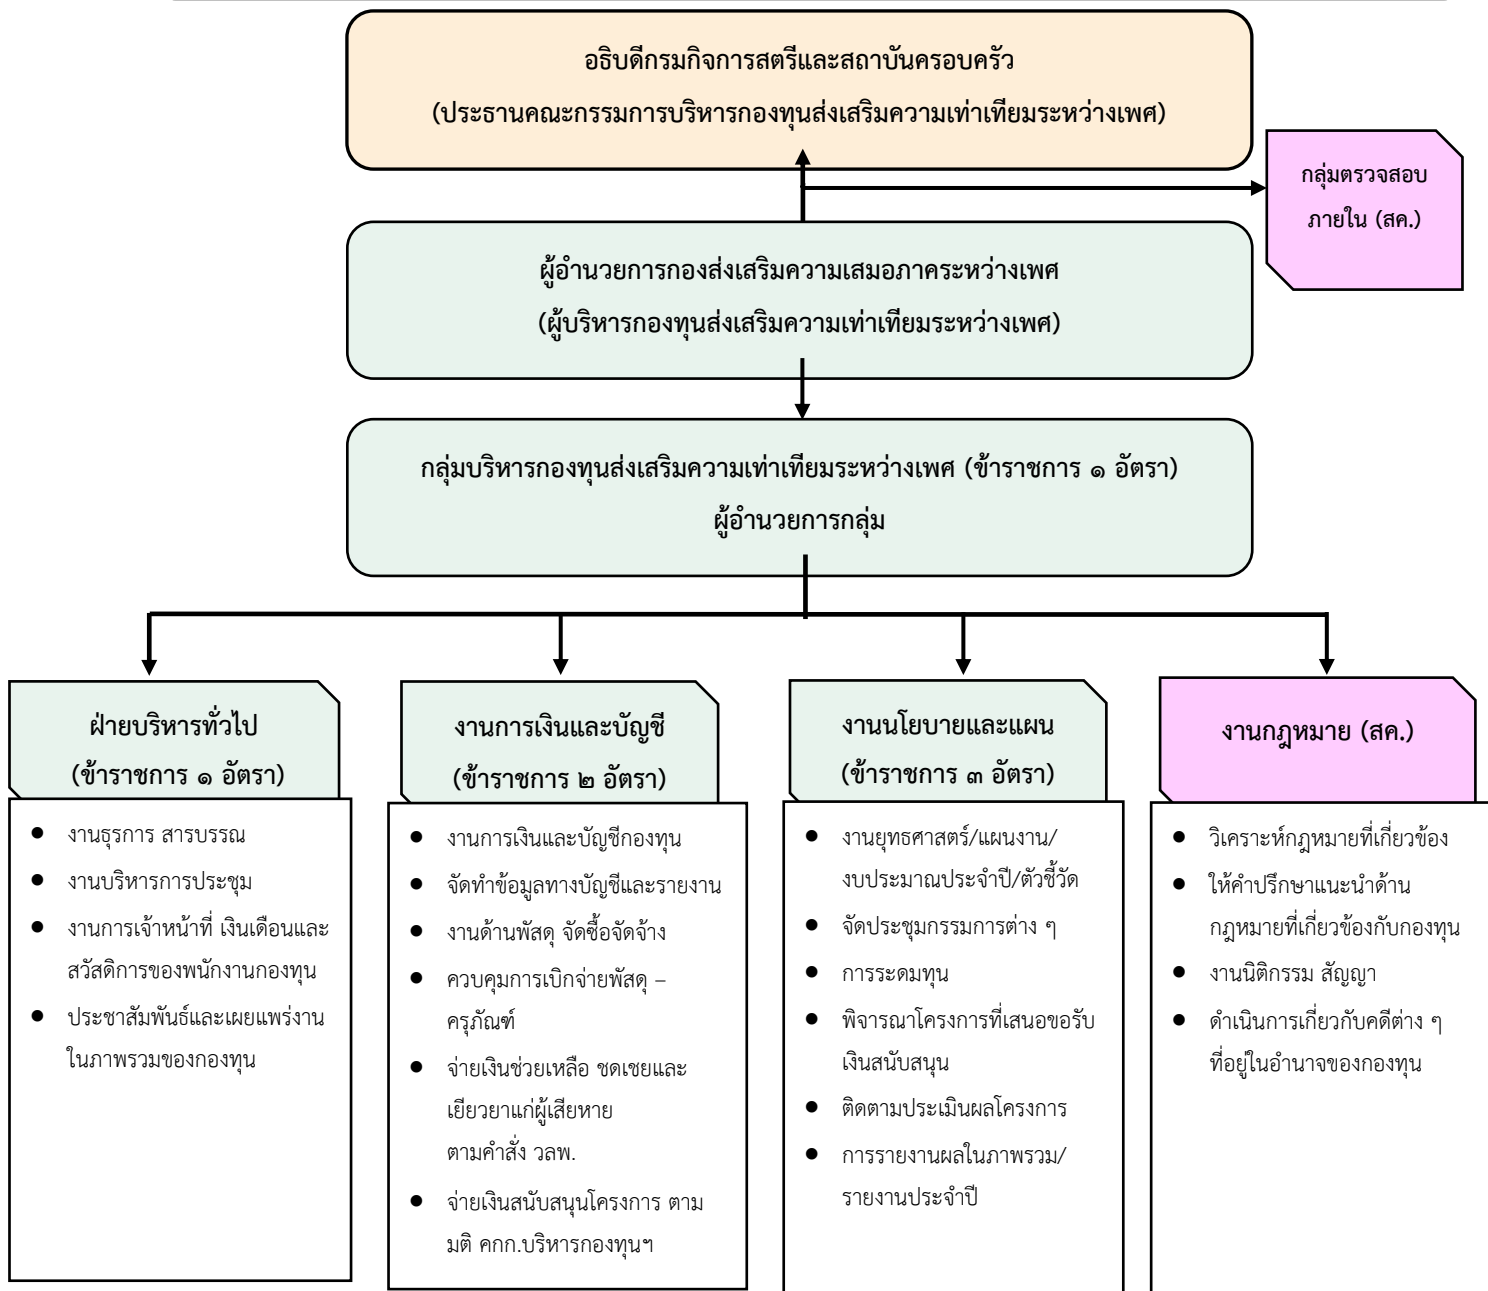 อธิบดีกรมกิจการสตรีและสถาบันครอบครัว
(ประธานคณะกรรมการบริหารกองทุนส่งเสริมความเท่าเทียมระหว่างเพศ)
กลุ่มตรวจสอบ
ภายใน (สค.)
ผู้อำนวยการกองส่งเสริมความเสมอภาคระหว่างเพศ
(ผู้บริหารกองทุนส่งเสริมความเท่าเทียมระหว่างเพศ)
กลุ่มบริหารกองทุนส่งเสริมความเท่าเทียมระหว่างเพศ (ข้าราชการ ๑ อัตรา)
ผู้อำนวยการกลุ่ม
ฝ่ายบริหารทั่วไป
(ข้าราชการ ๑ อัตรา)
● งานธุรการ สารบรรณ
● งานบริหารการประชุม
● งานการเจ้าหน้าที่ เงินเดือนและ
สวัสดิการของพนักงานกองทุน
● ประชาสัมพันธ์และเผยแพร่งาน
ในภาพรวมของกองทุน
งานการเงินและบัญชี
(ข้าราชการ ๒ อัตรา)
● งานการเงินและบัญชีกองทุน
● จัดทำข้อมูลทางบัญชีและรายงาน
● งานด้านพัสดุ จัดซื้อจัดจ้าง
● ควบคุมการเบิกจ่ายพัสดุ –
ครุภัณฑ์
● จ่ายเงินช่วยเหลือ ชดเชยและ
เยียวยาแก่ผู้เสียหาย
ตามคำสั่ง วลพ.
● จ่ายเงินสนับสนุนโครงการ ตาม
มติ คกก.บริหารกองทุนฯ
งานนโยบายและแผน
(ข้าราชการ ๓ อัตรา)
● งานยุทธศาสตร์/แผนงาน/
งบประมาณประจำปี/ตัวชี้วัด
● จัดประชุมกรรมการต่าง ๆ
● การระดมทุน
● พิจารณาโครงการที่เสนอขอรับ
เงินสนับสนุน
● ติดตามประเมินผลโครงการ
● การรายงานผลในภาพรวม/
รายงานประจำปี
งานกฎหมาย (สค.)
● วิเคราะห์กฎหมายที่เกี่ยวข้อง
● ให้คำปรึกษาแนะนำด้าน
กฎหมายที่เกี่ยวข้องกับกองทุน
● งานนิติกรรม สัญญา
● ดำเนินการเกี่ยวกับคดีต่าง ๆ
ที่อยู่ในอำนาจของกองทุน